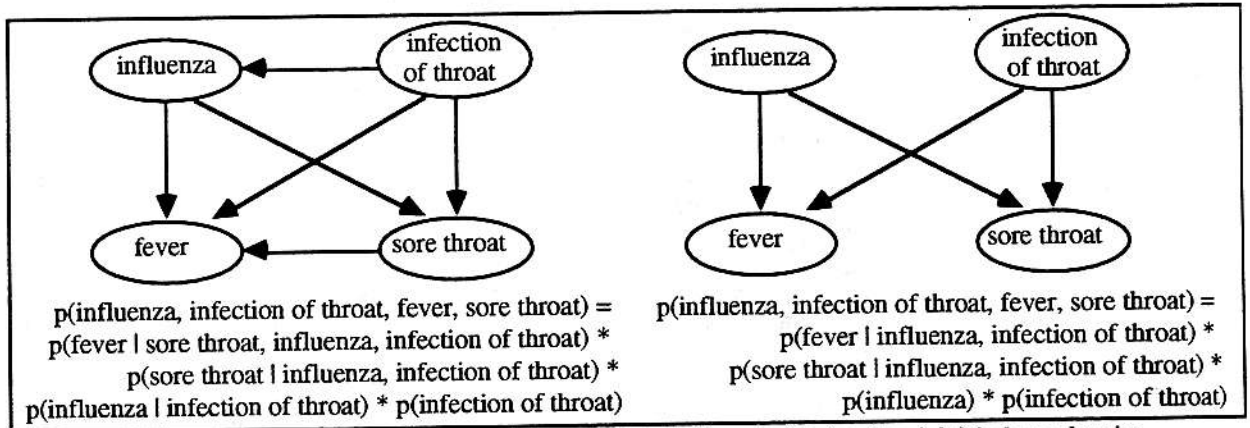 influenza
infection
of throat
fever
sore throat
p(influenza, infection of throat, fever, sore throat) =
p(fever | sore throat, influenza, infection of throat) *
p(sore throat | influenza, infection of throat) *
p(influenza | infection of throat) * p(infection of throat)
influenza
infection
of throat
fever
sore throat
p(influenza, infection of throat, fever, sore throat) =
p(fever | influenza, infection of throat) *
p(sore throat | influenza, infection of throat) *
p(influenza) * p(infection of throat)